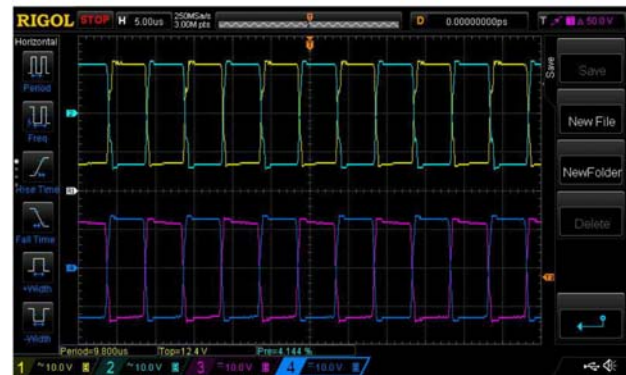 RIGOL STOP H 5.00us 250MSa/s 3.00M pts D 0.00000000ps T 1 50.0 V
Horizontal
Period
Freq
Rise Time
Fall Time
+Width
-Width
Save
Save
New File
NewFolder
Delete
Period=9.800us Top=12.4 V Pre=4.144 %
1 ~10.0 V 2 ~10.0 V 3 =10.0 V 4 =10.0 V